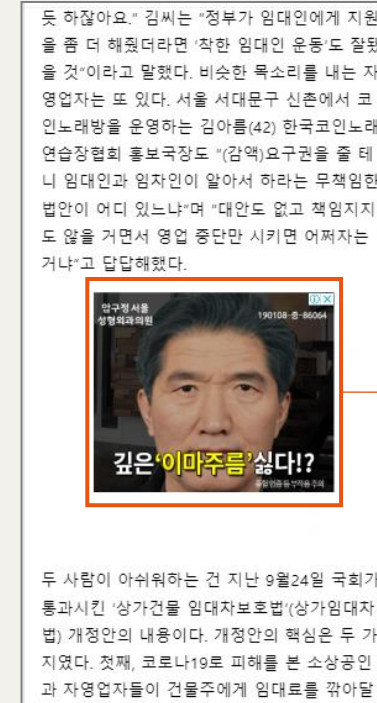 듯 하잖아요." 김씨는 "정부가 임대인에게 지원
을 좀 더 해줬더라면 '착한 임대인 운동'도 잘됐
을 것"이라고 말했다. 비슷한 목소리를 내는 자
영업자는 또 있다. 서울 서대문구 신촌에서 코
인노래방을 운영하는 김아름(42) 한국코인노래
연습장협회 홍보국장도 "(감액)요구권을 줄 테
니 임대인과 임차인이 알아서 하라는 무책임한
법안이 어디 있느냐"며 "대안도 없고 책임지지
도 않을 거면서 영업 중단만 시키면 어쩌자는
거냐"고 답답해했다.
압구정서울
성형외과의원
190108-중-86064
깊은 '이마주름' 싫다!?
출혈염증등부작용주의
두 사람이 아쉬워하는 건 지난 9월24일 국회가
통과시킨 '상가건물 임대차보호법'(상가임대차
법) 개정안의 내용이다. 개정안의 핵심은 두 가
지였다. 첫째, 코로나19로 피해를 본 소상공인
과 자영업자들이 건물주에게 임대료를 깎아달